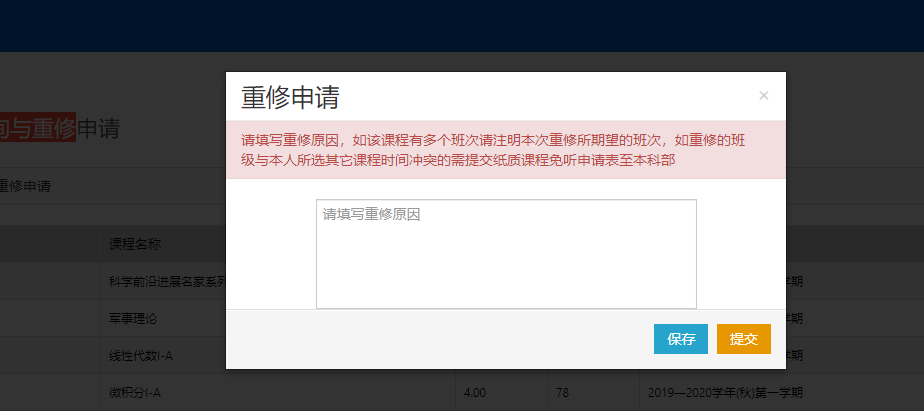 重修申请
×
请填写重修原因，如该课程有多个班次请注明本次重修所期望的班次，如重修的班
级与本人所选其它课程时间冲突的需提交纸质课程免听申请表至本科部
请填写重修原因
保存
提交
与重修申请
重修申请
课程名称
科学前沿进展名家系列
学期
军事理论
学期
线性代数I-A
学期
微积分I-A 4.00 78 2019—2020学年(秋)第一学期